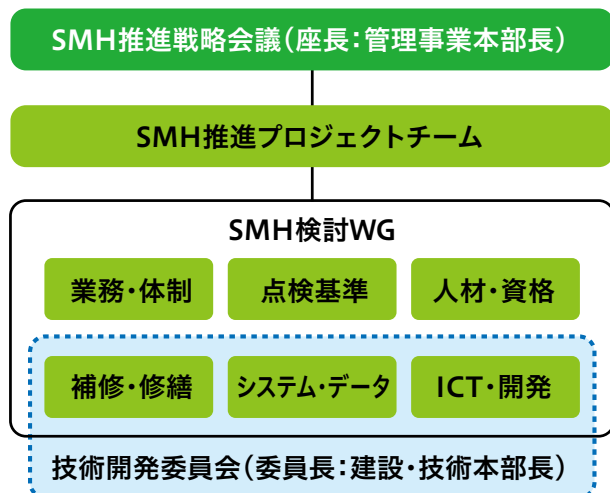 SMH推進戦略会議(座長:管理事業本部長)
SMH推進プロジェクトチーム
SMH検討WG
業務・体制
点検基準
人材・資格
補修・修繕
システム・データ
ICT・開発
技術開発委員会(委員長:建設・技術本部長)